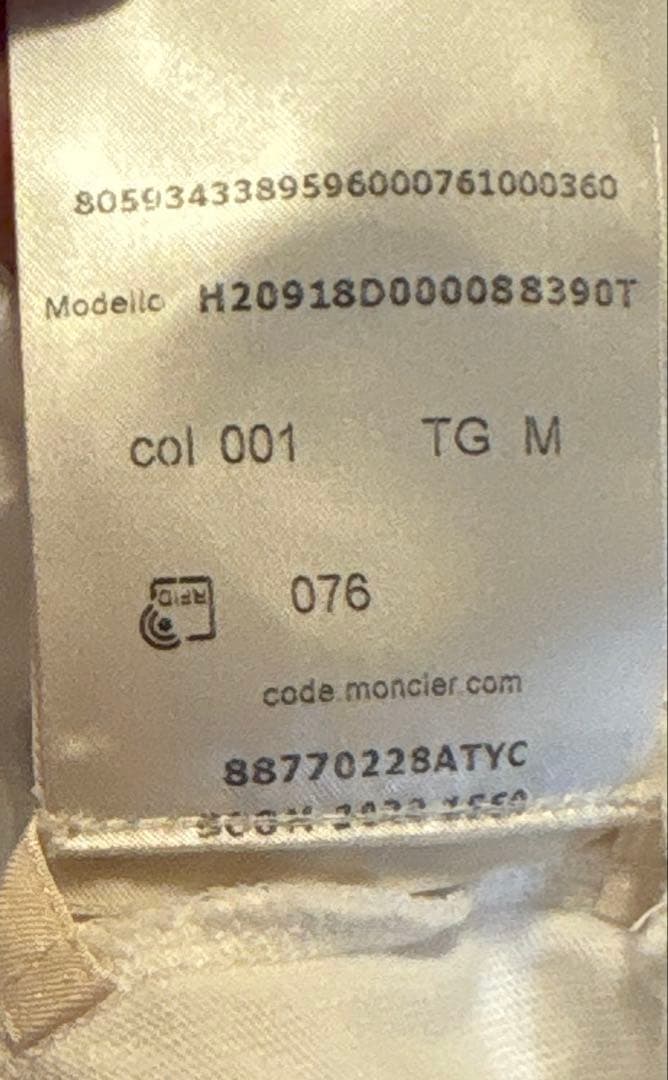 8059343389596000761000360
Modello H20918D000088390T
col 001 TG M
RFID
076
code.moncler.com
88770228ATYC